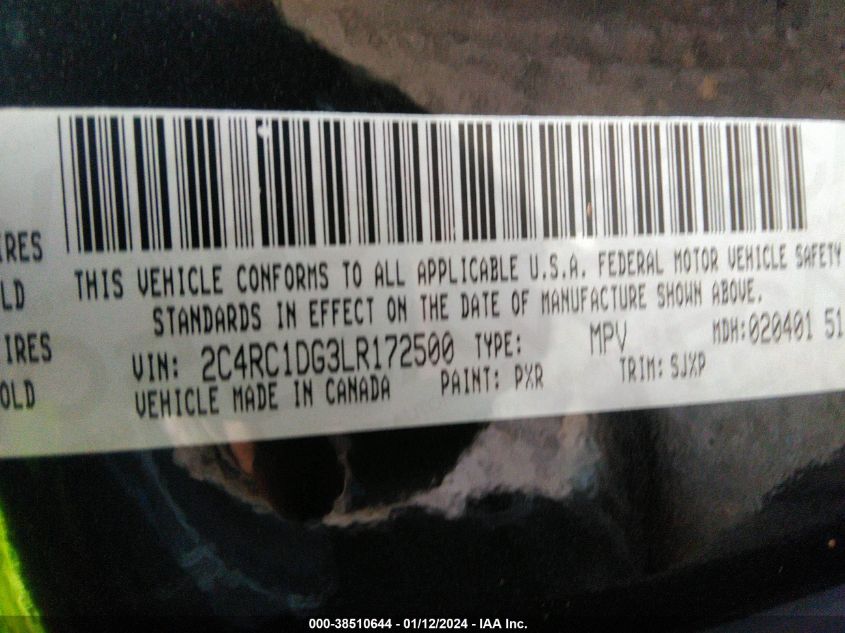 IRES
THIS VEHICLE CONFORMS TO ALL APPLICABLE U.S.A. FEDERAL MOTOR VEHICLE SAFETY
OLD
STANDARDS IN EFFECT ON THE DATE OF MANUFACTURE SHOWN ABOVE.
IRES
VIN: 2C4RC1DG3LR172500 TYPE: MPV MDH:020401 51
OLD
VEHICLE MADE IN CANADA PAINT: PXR TRIM: SJXP
000-38510644 - 01/12/2024 - IAA Inc.